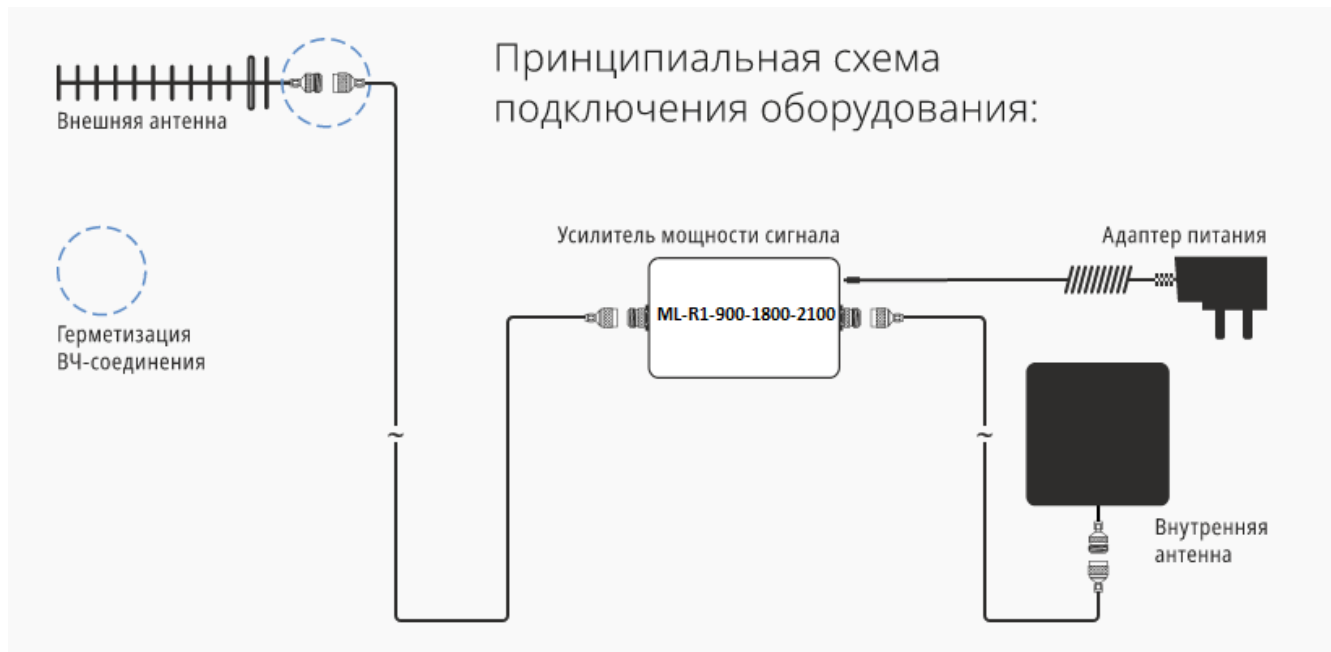 Принципиальная схема
подключения оборудования:
Внешняя антенна
Герметизация
ВЧ-соединения
Усилитель мощности сигнала
ML-R1-900-1800-2100
Адаптер питания
Внутренняя
антенна
~
~